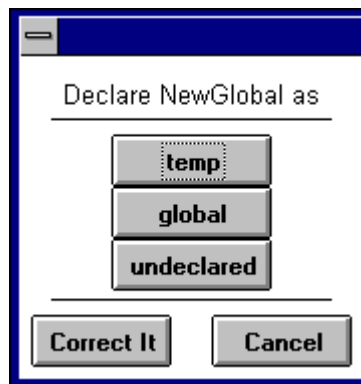 Declare NewGlobal as
temp
global
undeclared
Correct It Cancel